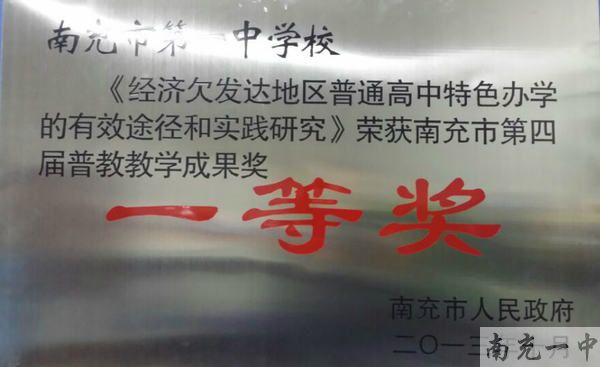 南充市第一中学校
《经济欠发达地区普通高中特色办学
的有效途径和实践研究》荣获南充市第四
届普教教学成果奖
一等奖
南充市人民政府
二〇一三年 月
南充一中